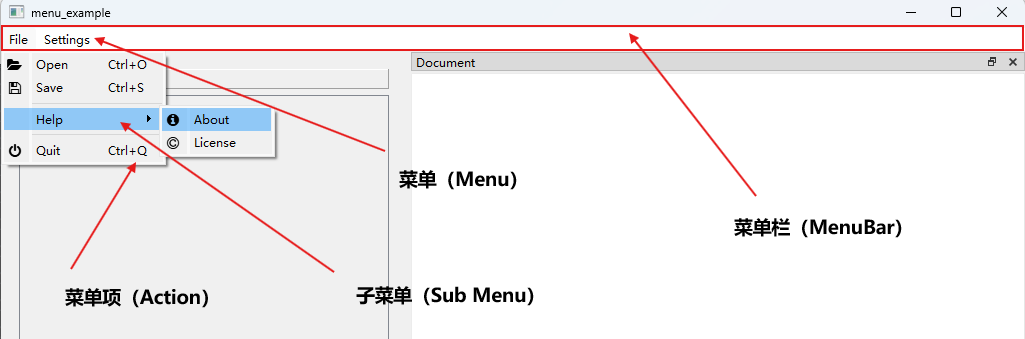 menu_example
File Settings
Document
Open Ctrl+O
Save Ctrl+S
Help
About
License
Quit Ctrl+Q
菜单（Menu）
菜单栏（MenuBar）
菜单项（Action）
子菜单（Sub Menu）